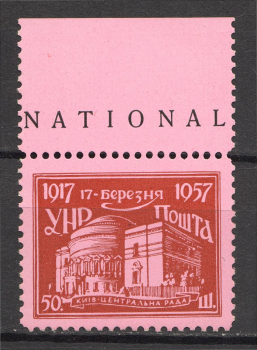 NATIONAL
1917 1957
17-БЕРЕЗНЯ
УНР ПОШТА
50. Ш.
КИЇВ-ЦЕНТРАЛЬНА РАДА